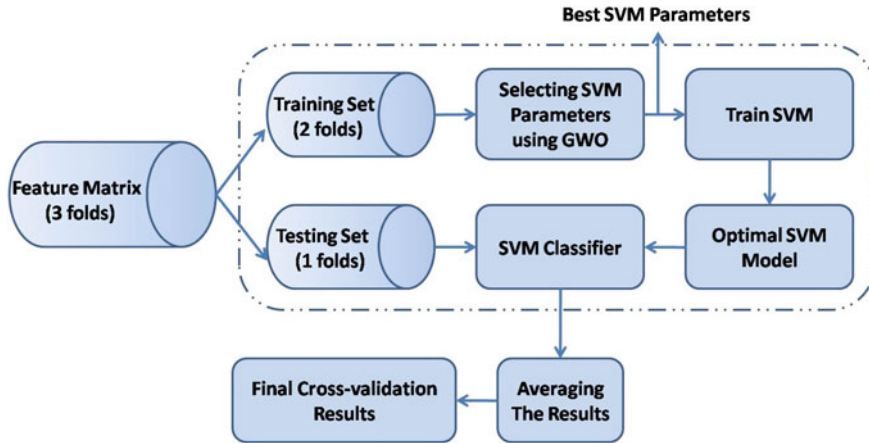 Best SVM Parameters
Training Set
(2 folds)
Selecting SVM
Parameters
using GWO
Train SVM
Feature Matrix
(3 folds)
Testing Set
(1 folds)
SVM Classifier
Optimal SVM
Model
Final Cross-validation
Results
Averaging
The Results